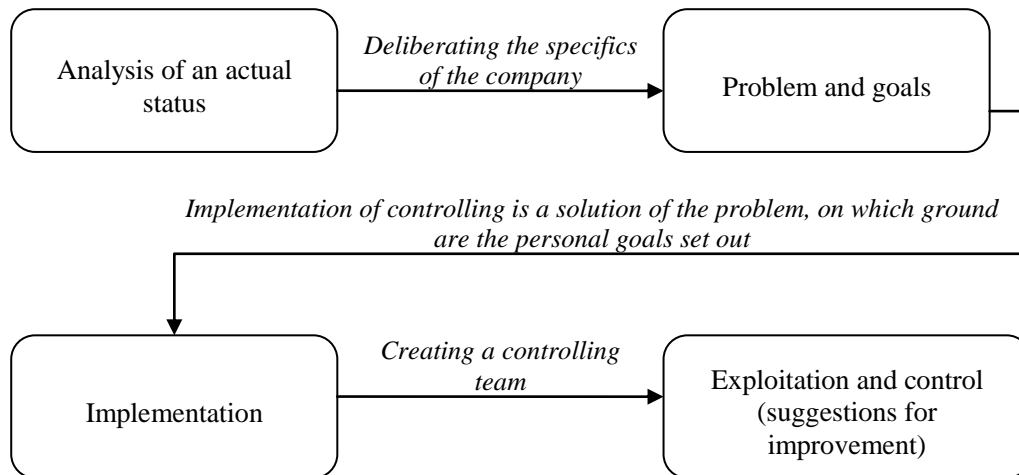 Analysis of an actual
status
Deliberating the specifics
of the company
Problem and goals
Implementation of controlling is a solution of the problem, on which ground
are the personal goals set out
Implementation
Creating a controlling
team
Exploitation and control
(suggestions for
improvement)